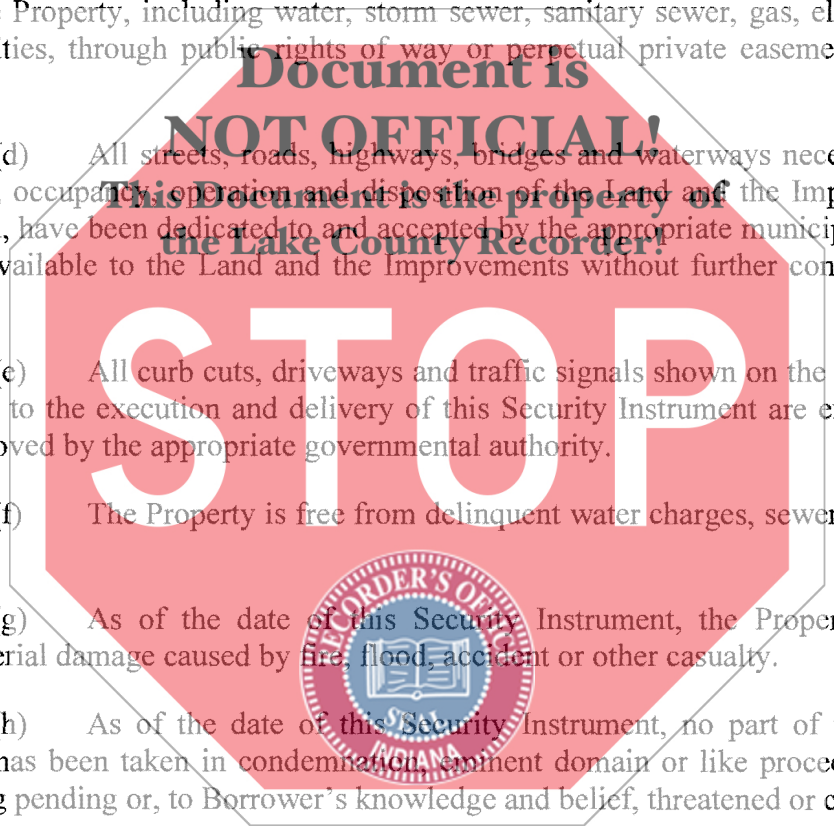 Property, including water, storm sewer, sanitary sewer, gas, el
ties, through public rights of way or perpetual private easeme
Document is
NOT OFFICIAL!
(d) All streets, roads, highways, bridges and waterways nece
occupancy, operation and disposition of the Land and the Imp
This Document is the property of
, have been dedicated to and accepted by the appropriate municip
the Lake County Recorder!
vailable to the Land and the Improvements without further con
STOP
(e) All curb cuts, driveways and traffic signals shown on the
to the execution and delivery of this Security Instrument are e
oved by the appropriate governmental authority.
(f) The Property is free from delinquent water charges, sewer
RECORDER'S OFFICE
(g) As of the date of this Security Instrument, the Proper
erial damage caused by fire, flood, accident or other casualty.
SEAL
INDIANA
(h) As of the date of this Security Instrument, no part of
has been taken in condemnation, eminent domain or like procee
g pending or, to Borrower's knowledge and belief, threatened or c